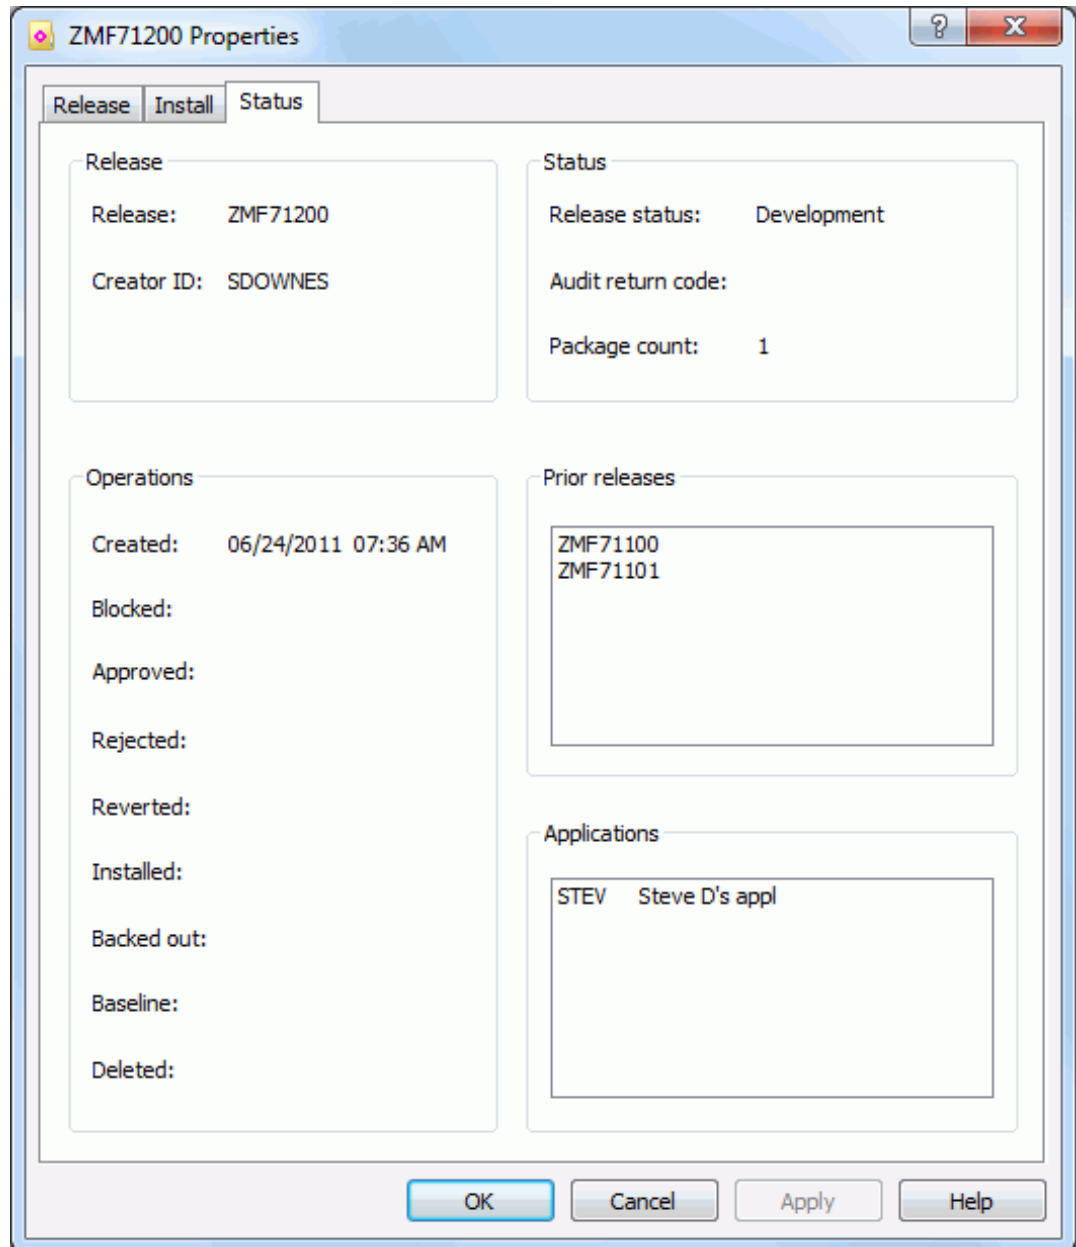 ZMF71200 Properties
?
X
Release Install Status
Release
Release: ZMF71200
Creator ID: SDOWNES
Status
Release status: Development
Audit return code:
Package count: 1
Operations
Created: 06/24/2011 07:36 AM
Blocked:
Approved:
Rejected:
Reverted:
Installed:
Backed out:
Baseline:
Deleted:
Prior releases
ZMF71100
ZMF71101
Applications
STEV Steve D's appl
OK Cancel Apply Help